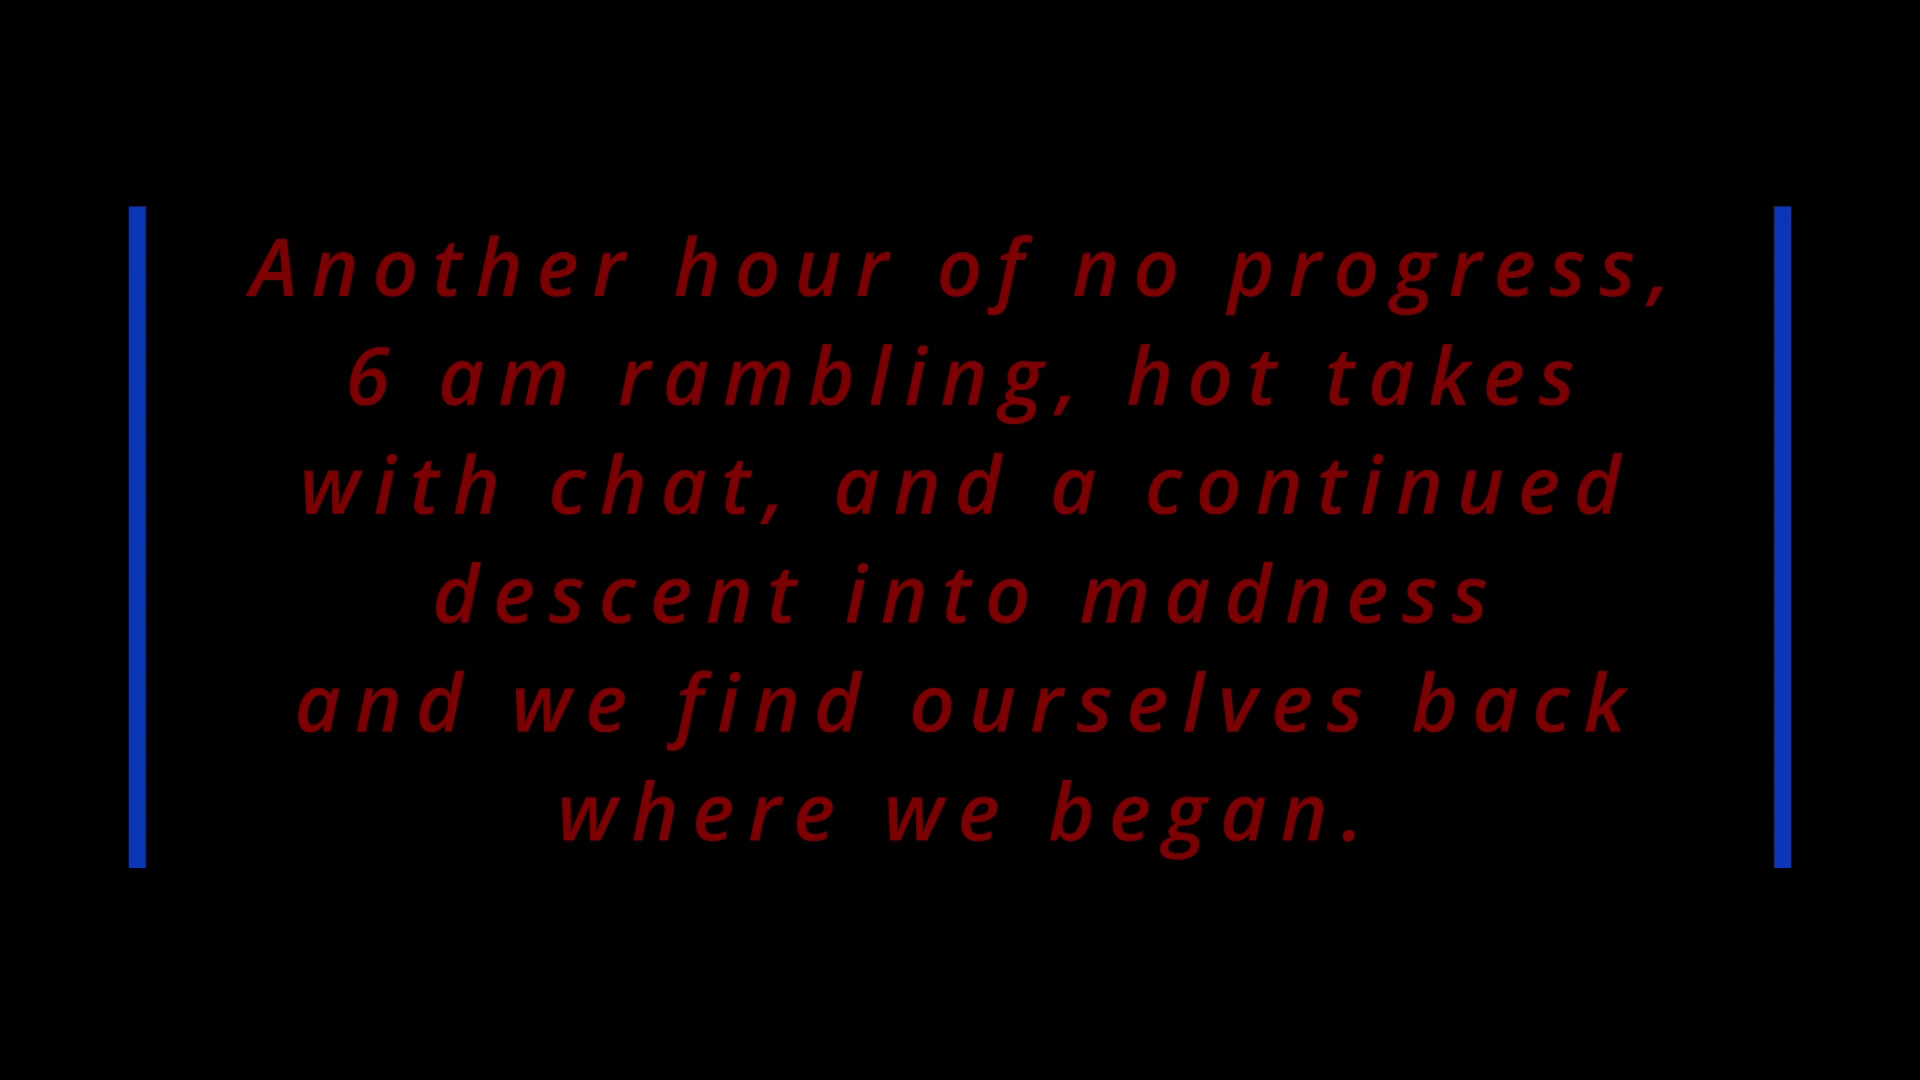 Another hour of no progress,
6 am rambling, hot takes
with chat, and a continued
descent into madness
and we find ourselves back
where we began.